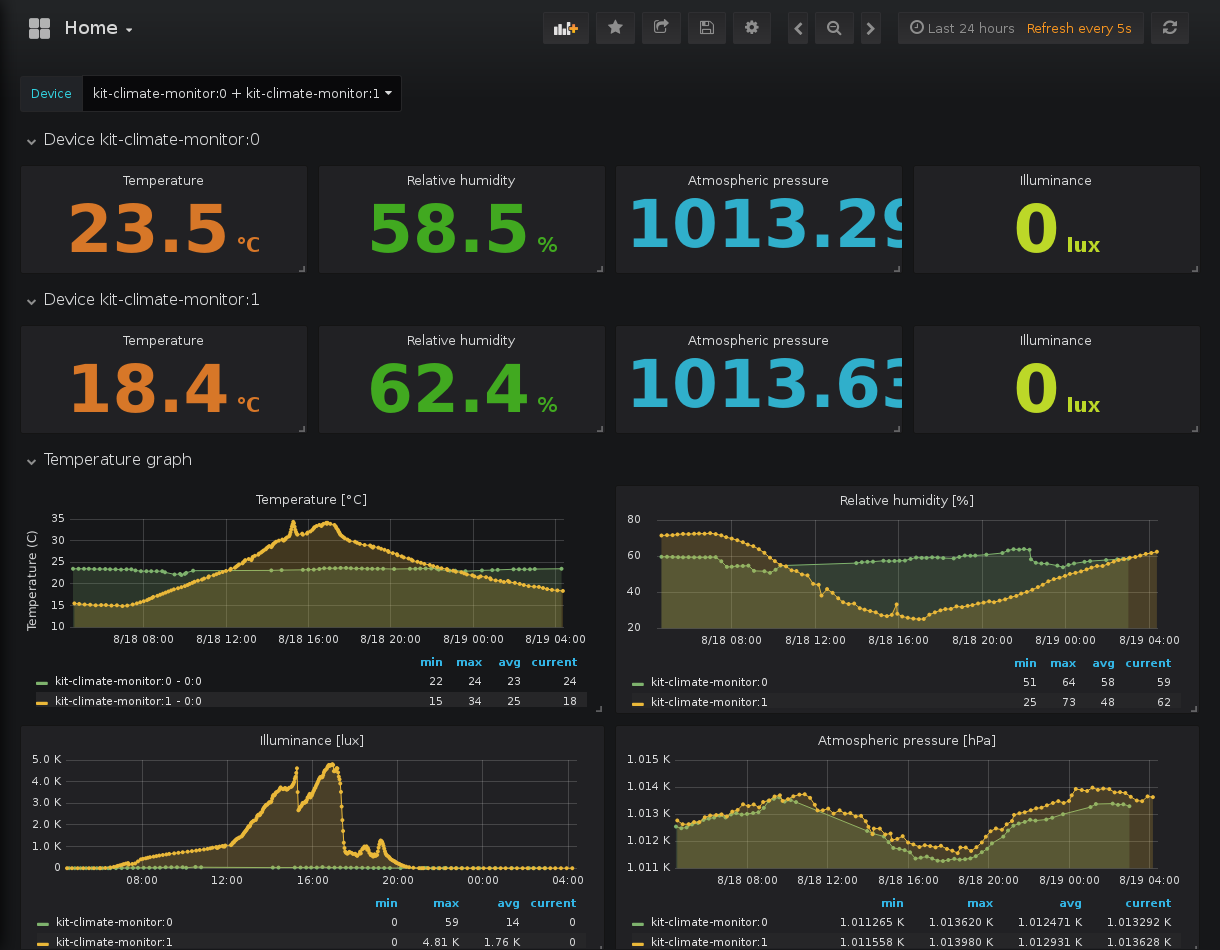 Home
Last 24 hours Refresh every 5s
Device kit-climate-monitor:0 + kit-climate-monitor:1
Device kit-climate-monitor:0
Temperature Relative humidity Atmospheric pressure Illuminance
23.5 °C 58.5 % 1013.29 0 lux
Device kit-climate-monitor:1
Temperature Relative humidity Atmospheric pressure Illuminance
18.4 °C 62.4 % 1013.63 0 lux
Temperature graph
Temperature [°C]
Temperature (C)
35
30
25
20
15
10
8/18 08:00 8/18 12:00 8/18 16:00 8/18 20:00 8/19 00:00 8/19 04:00
min max avg current
kit-climate-monitor:0 - 0:0 22 24 23 24
kit-climate-monitor:1 - 0:0 15 34 25 18
Relative humidity [%]
80
60
40
20
8/18 08:00 8/18 12:00 8/18 16:00 8/18 20:00 8/19 00:00 8/19 04:00
min max avg current
kit-climate-monitor:0 51 64 58 59
kit-climate-monitor:1 25 73 48 62
Illuminance [lux]
5.0 K
4.0 K
3.0 K
2.0 K
1.0 K
0
08:00 12:00 16:00 20:00 00:00 04:00
min max avg current
kit-climate-monitor:0 0 59 14 0
kit-climate-monitor:1 0 4.81 K 1.76 K 0
Atmospheric pressure [hPa]
1.015 K
1.014 K
1.013 K
1.012 K
1.011 K
8/18 08:00 8/18 12:00 8/18 16:00 8/18 20:00 8/19 00:00 8/19 04:00
min max avg current
kit-climate-monitor:0 1.011265 K 1.013620 K 1.012471 K 1.013292 K
kit-climate-monitor:1 1.011558 K 1.013980 K 1.012931 K 1.013628 K